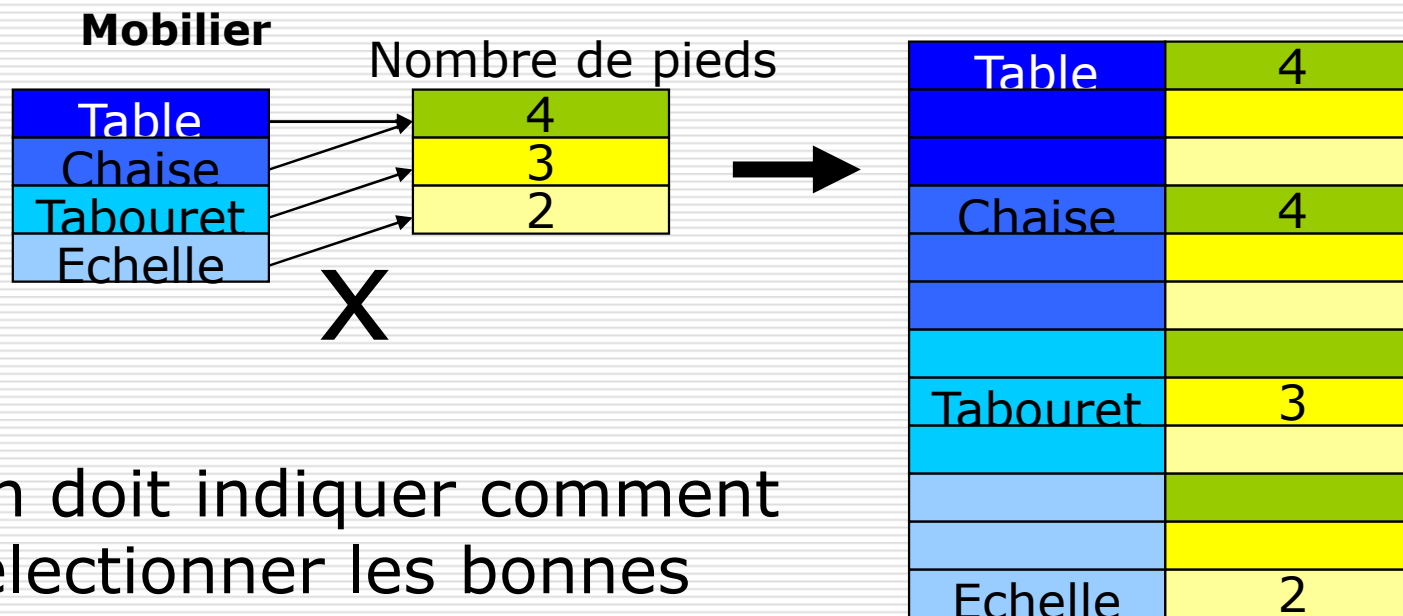 Mobilier
Nombre de pieds
Table
Chaise
Tabouret
Echelle
4
3
2
X
Table 4
Chaise 4
Tabouret 3
Echelle 2
doit indiquer comment
les bonnes